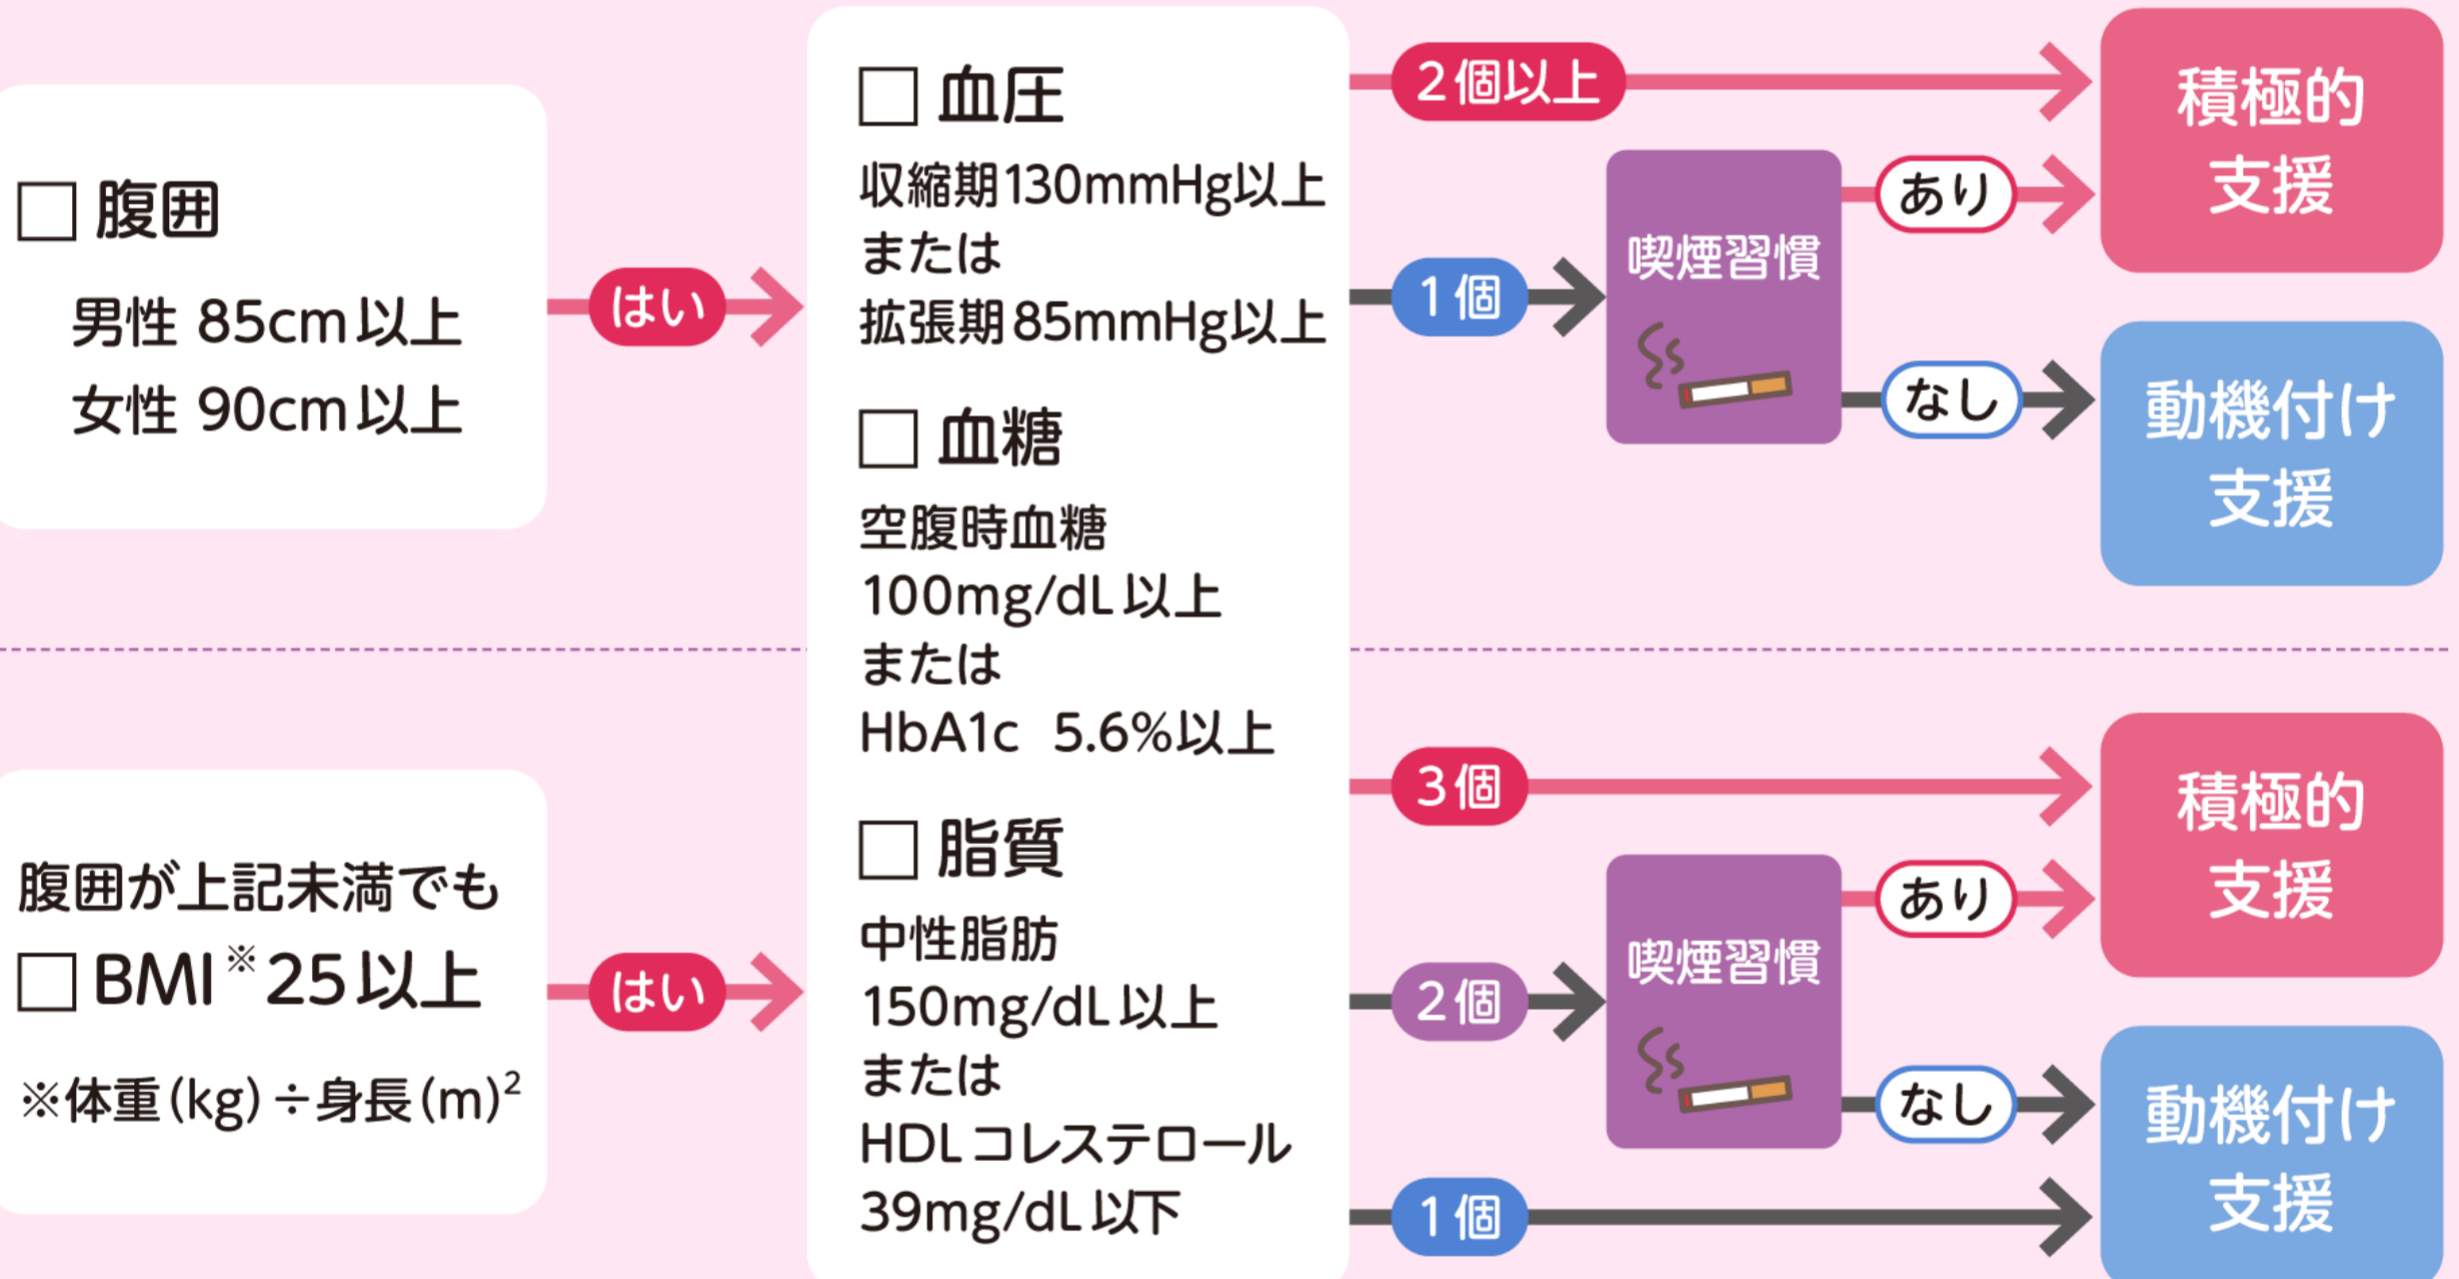 □ 腹囲
男性 85cm以上
女性 90cm以上
はい
□ 血圧
収縮期130mmHg以上
または
拡張期85mmHg以上
□ 血糖
空腹時血糖
100mg/dL以上
または
HbA1c 5.6%以上
□ 脂質
中性脂肪
150mg/dL以上
または
HDLコレステロール
39mg/dL以下
2個以上
1個
喫煙習慣
あり
なし
積極的
支援
動機付け
支援
腹囲が上記未満でも
□ BMI※25以上
※体重(kg)÷身長(m)²
はい
3個
2個
1個
喫煙習慣
あり
なし
積極的
支援
動機付け
支援